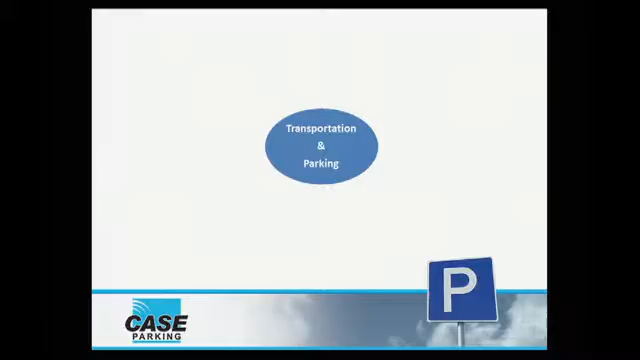 Transportation
&
Parking
P
CASE
PARKING